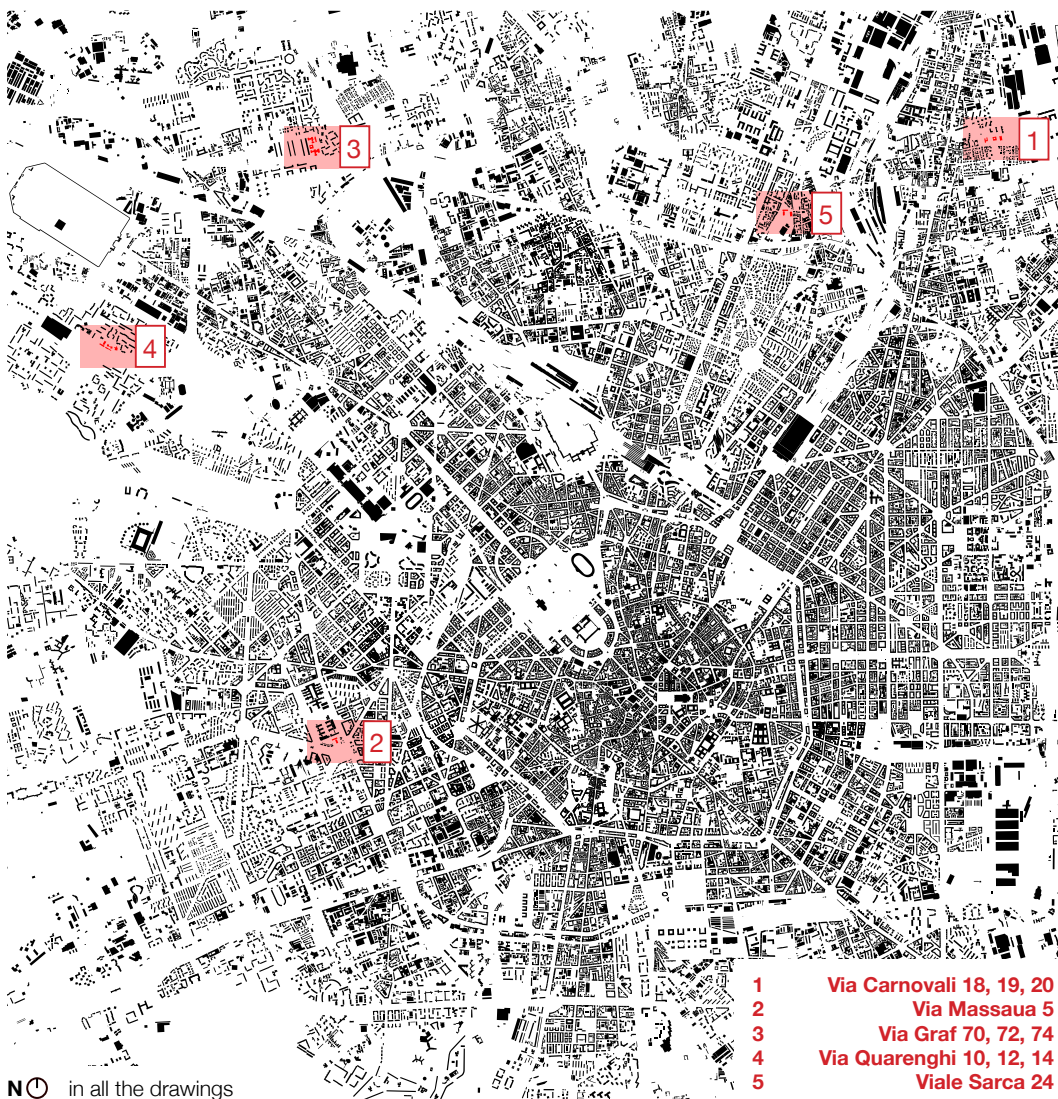 1
3
5
4
2
1 Via Carnovali 18, 19, 20
2 Via Massaua 5
3 Via Graf 70, 72, 74
4 Via Quarenghi 10, 12, 14
5 Viale Sarca 24
N in all the drawings